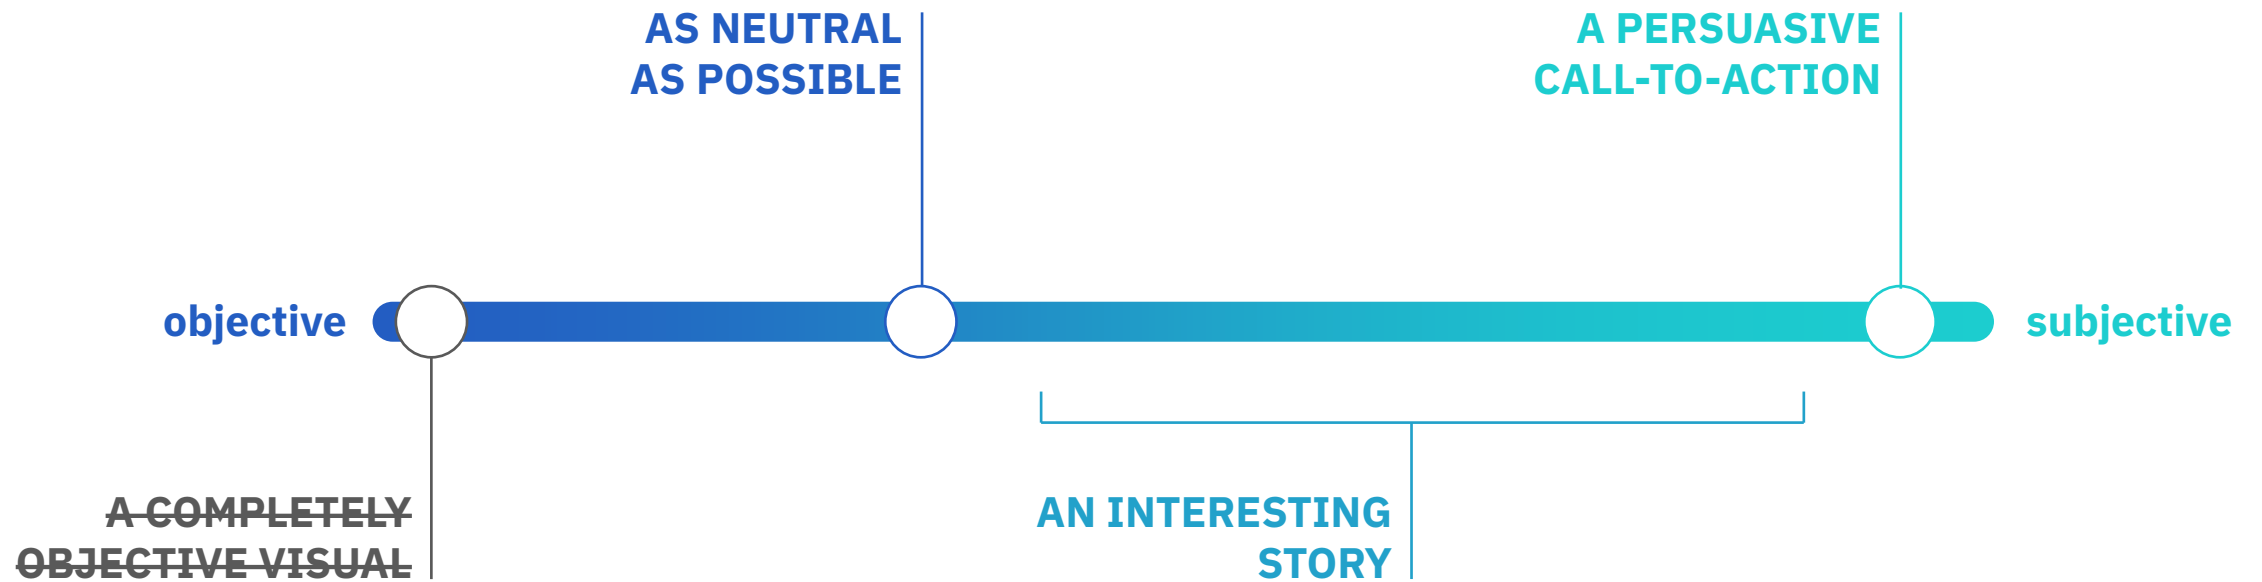 AS NEUTRAL
AS POSSIBLE
A PERSUASIVE
CALL-TO-ACTION
objective
subjective
A COMPLETELY
OBJECTIVE VISUAL
AN INTERESTING
STORY